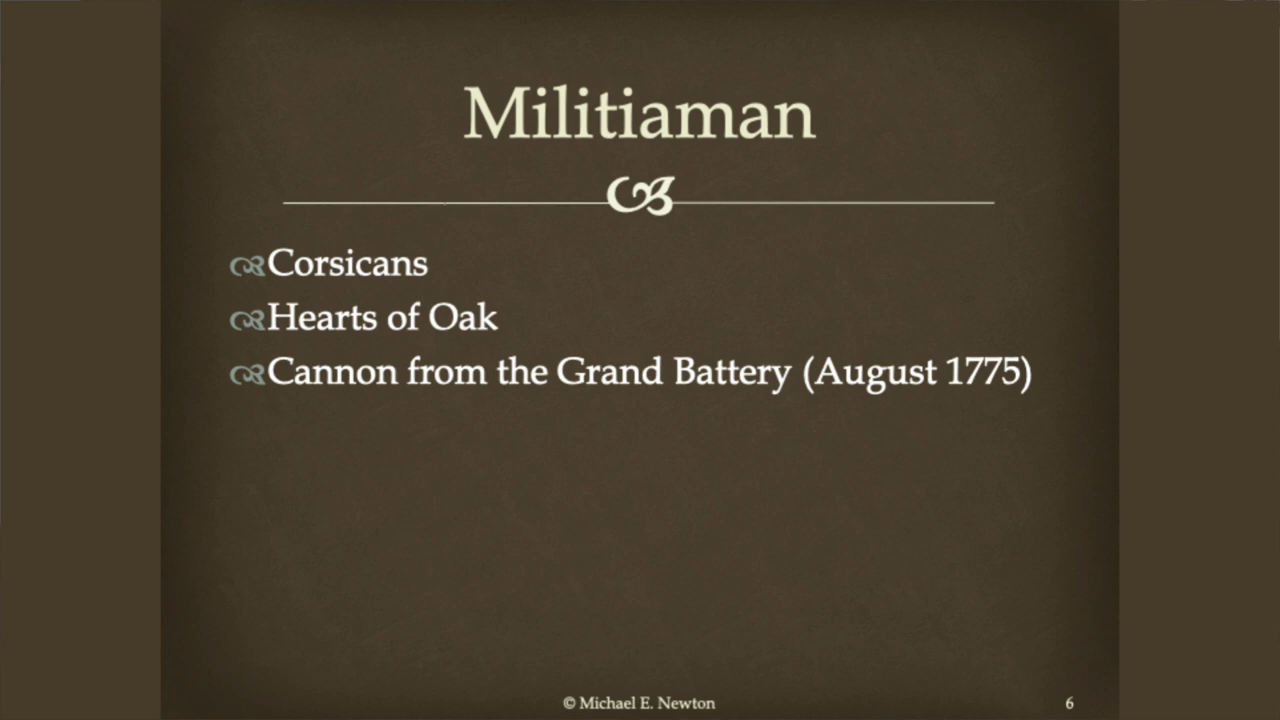 Militiaman
Corsicans
Hearts of Oak
Cannon from the Grand Battery (August 1775)
© Michael E. Newton
6